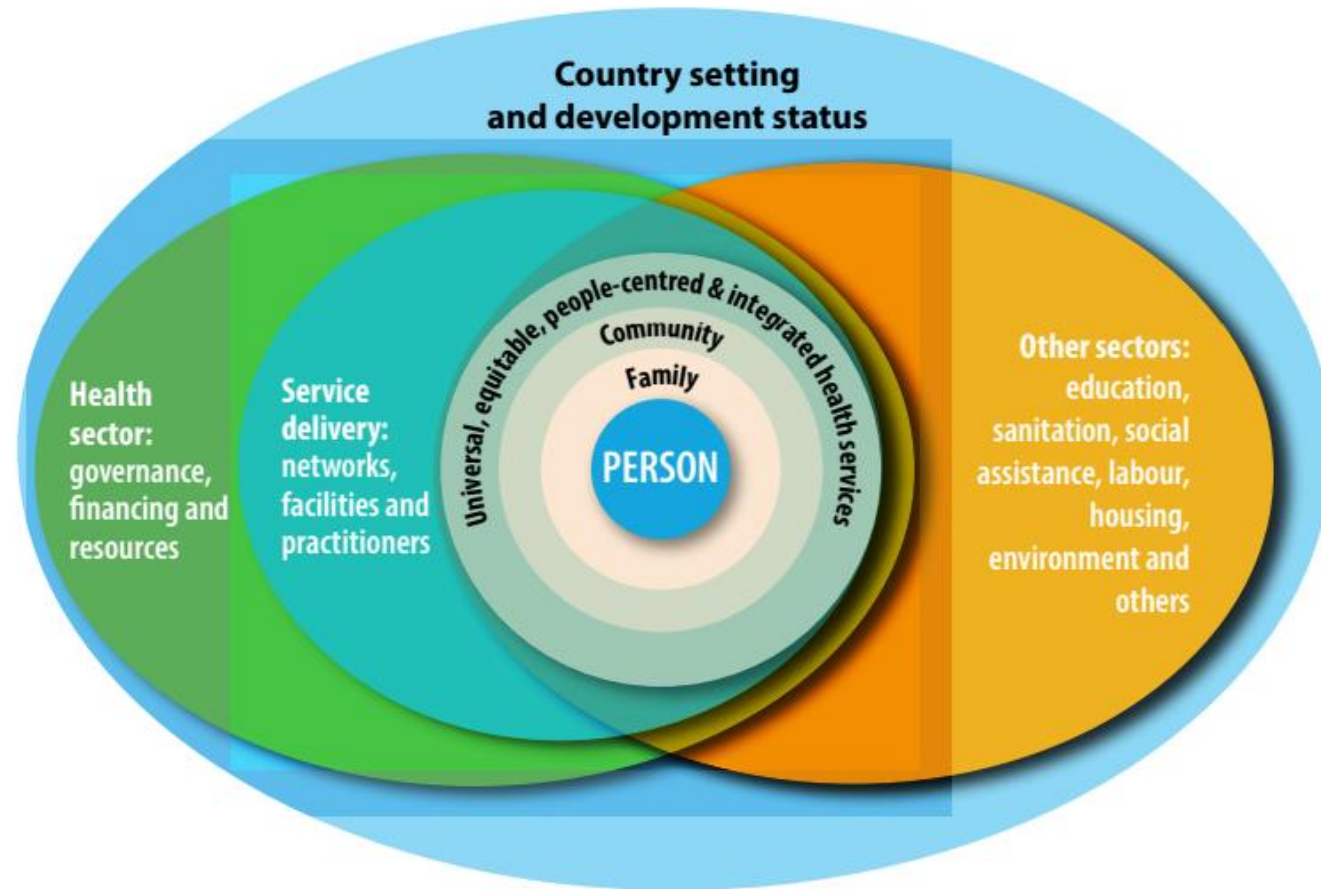 Country setting
and development status
Health
sector:
governance,
financing and
resources
Service
delivery:
networks,
facilities and
practitioners
Universal, equitable, people-centred & integrated health services
Community
Family
PERSON
Other sectors:
education,
sanitation, social
assistance, labour,
housing,
environment and
others